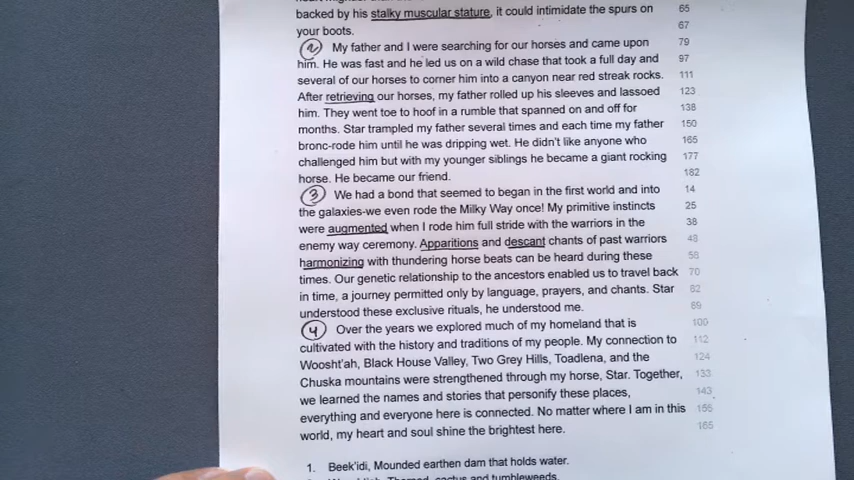 backed by his stalky muscular stature, it could intimidate the spurs on 65
your boots. 67
2 My father and I were searching for our horses and came upon 79
him. He was fast and he led us on a wild chase that took a full day and 97
several of our horses to corner him into a canyon near red streak rocks. 111
After retrieving our horses, my father rolled up his sleeves and lassoed 123
him. They went toe to hoof in a rumble that spanned on and off for 138
months. Star trampled my father several times and each time my father 150
bronc-rode him until he was dripping wet. He didn't like anyone who 165
challenged him but with my younger siblings he became a giant rocking 177
horse. He became our friend. 182
3 We had a bond that seemed to began in the first world and into 14
the galaxies-we even rode the Milky Way once! My primitive instincts 25
were augmented when I rode him full stride with the warriors in the 38
enemy way ceremony. Apparitions and descant chants of past warriors 48
harmonizing with thundering horse beats can be heard during these 58
times. Our genetic relationship to the ancestors enabled us to travel back 70
in time, a journey permitted only by language, prayers, and chants. Star 82
understood these exclusive rituals, he understood me. 89
4 Over the years we explored much of my homeland that is 100
cultivated with the history and traditions of my people. My connection to 112
Woosht'ah, Black House Valley, Two Grey Hills, Toadlena, and the 124
Chuska mountains were strengthened through my horse, Star. Together, 133
we learned the names and stories that personify these places, 143
everything and everyone here is connected. No matter where I am in this 156
world, my heart and soul shine the brightest here. 165
1. Beek'idi, Mounded earthen dam that holds water.
cactus and tumbleweeds.